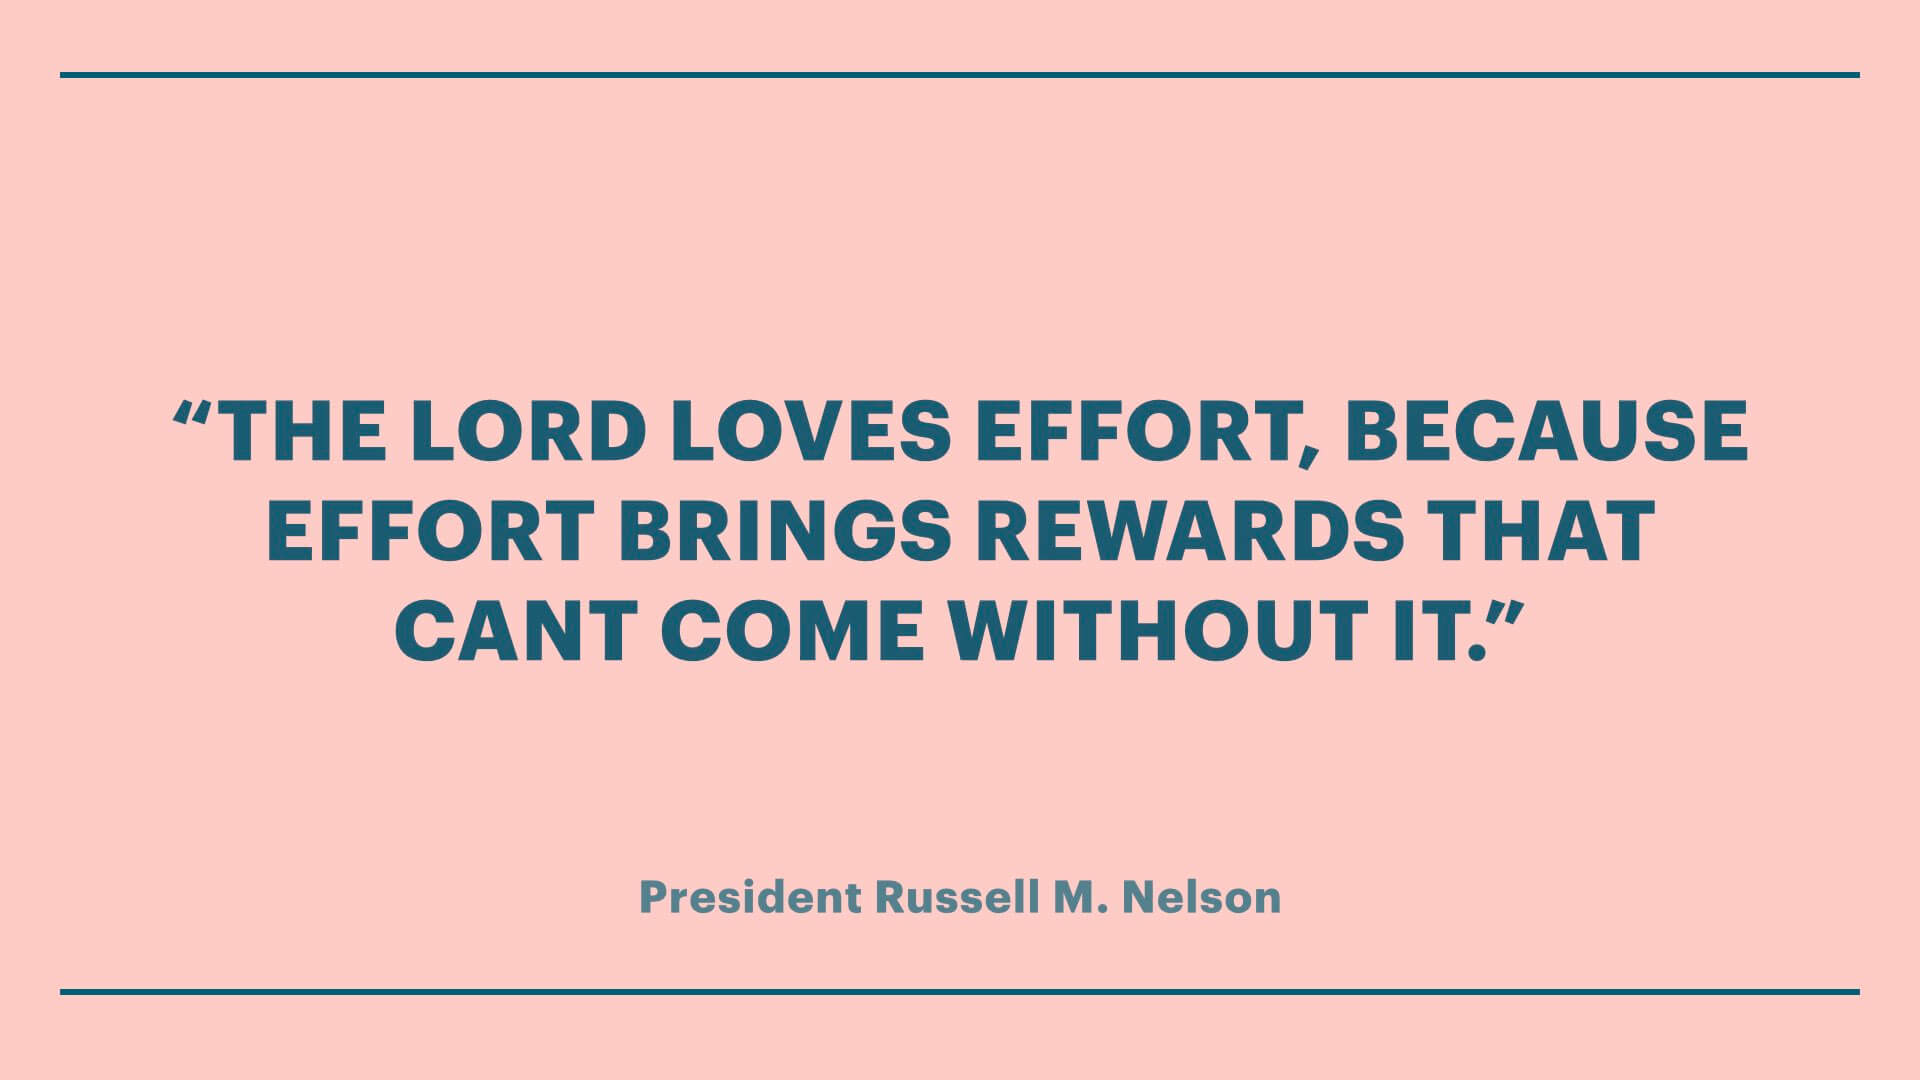 “THE LORD LOVES EFFORT, BECAUSE
EFFORT BRINGS REWARDS THAT
CANT COME WITHOUT IT.”
President Russell M. Nelson